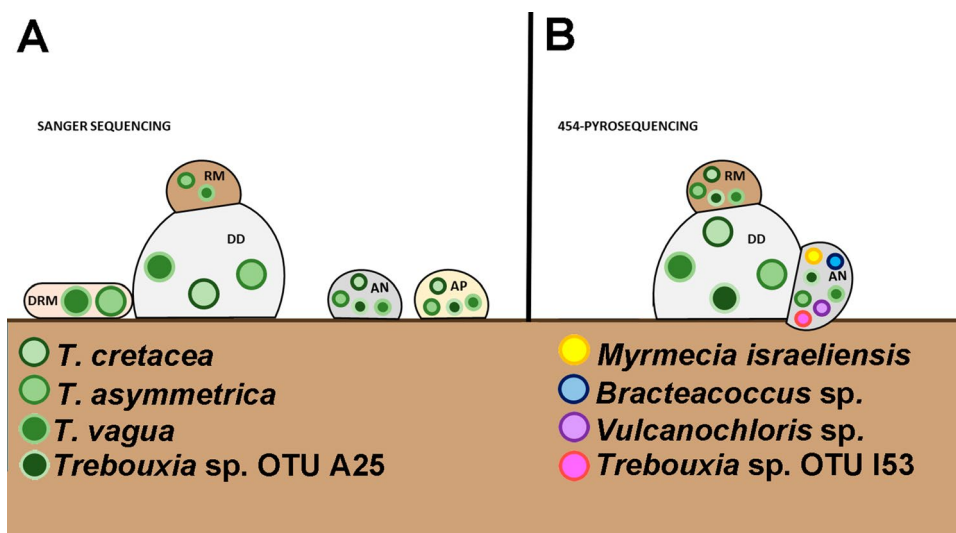 A
B
SANGER SEQUENCING
454-PYROSEQUENCING
RM
DD
DRM
AN
AP
RM
DD
AN
T. cretacea
T. asymmetrica
T. vagua
Trebouxia sp. OTU A25
Myrmecia israeliensis
Bracteacoccus sp.
Vulcanochloris sp.
Trebouxia sp. OTU I53